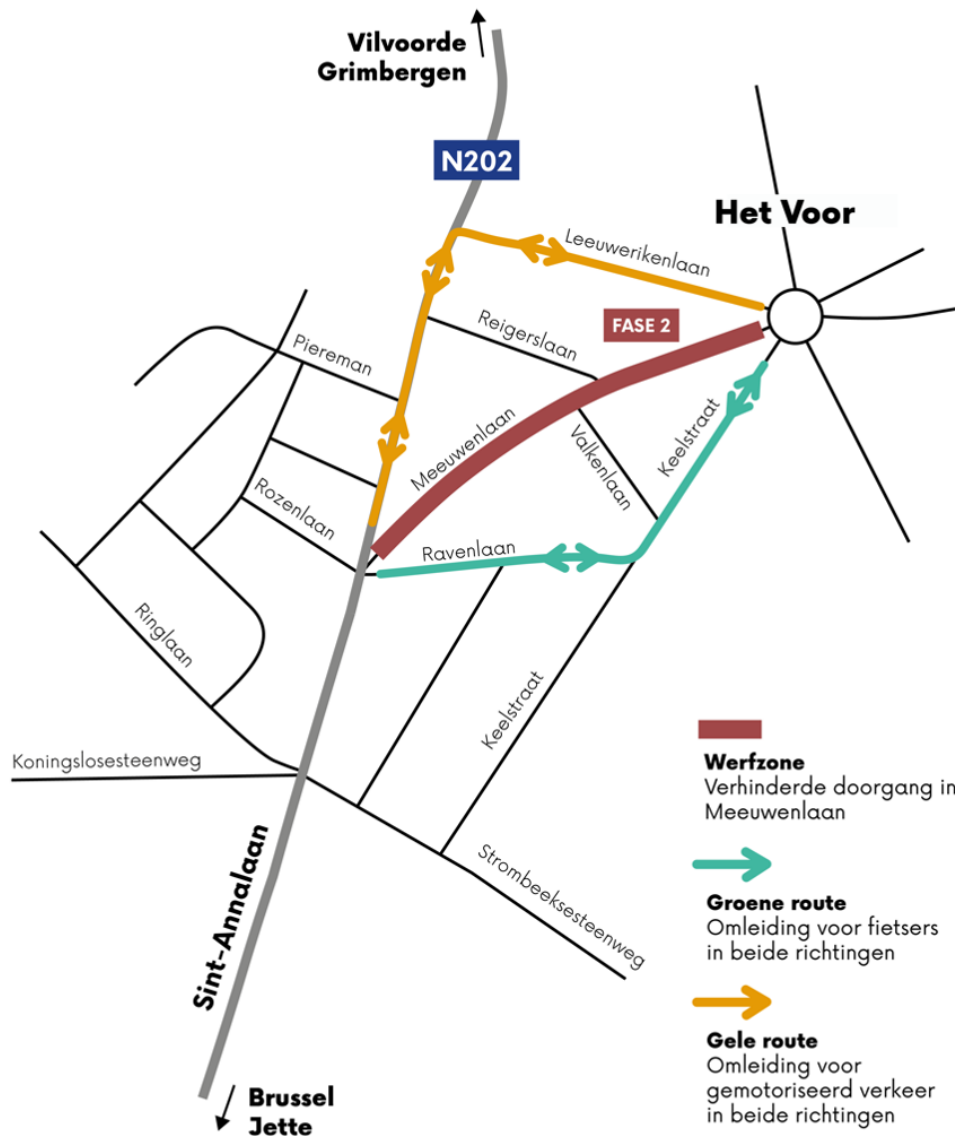 Vilvoorde
Grimbergen
N202
Het Voor
Leeuwerikenlaan
FASE 2
Reigerslaan
Piereman
Meeuwenlaan
Keelstraat
Valkenlaan
Rozenlaan
Ravenlaan
Ringlaan
Keelstraat
Koningslosesteenweg
Strombeeksesteenweg
Sint-Annalaan
Brussel
Jette
Werfzone
Verhinderde doorgang in
Meeuwenlaan
Groene route
Omleiding voor fietsers
in beide richtingen
Gele route
Omleiding voor
gemotoriseerd verkeer
in beide richtingen